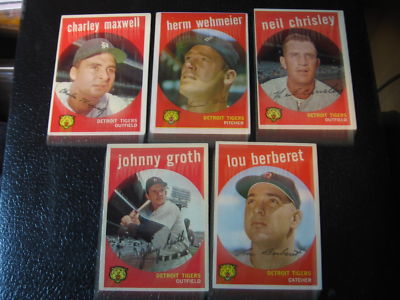 charley maxwell
DETROIT TIGERS
OUTFIELD
herm wehmeier
DETROIT TIGERS
PITCHER
neil chrisley
DETROIT TIGERS
OUTFIELD
johnny groth
DETROIT TIGERS
OUTFIELD
lou berberet
DETROIT TIGERS
CATCHER